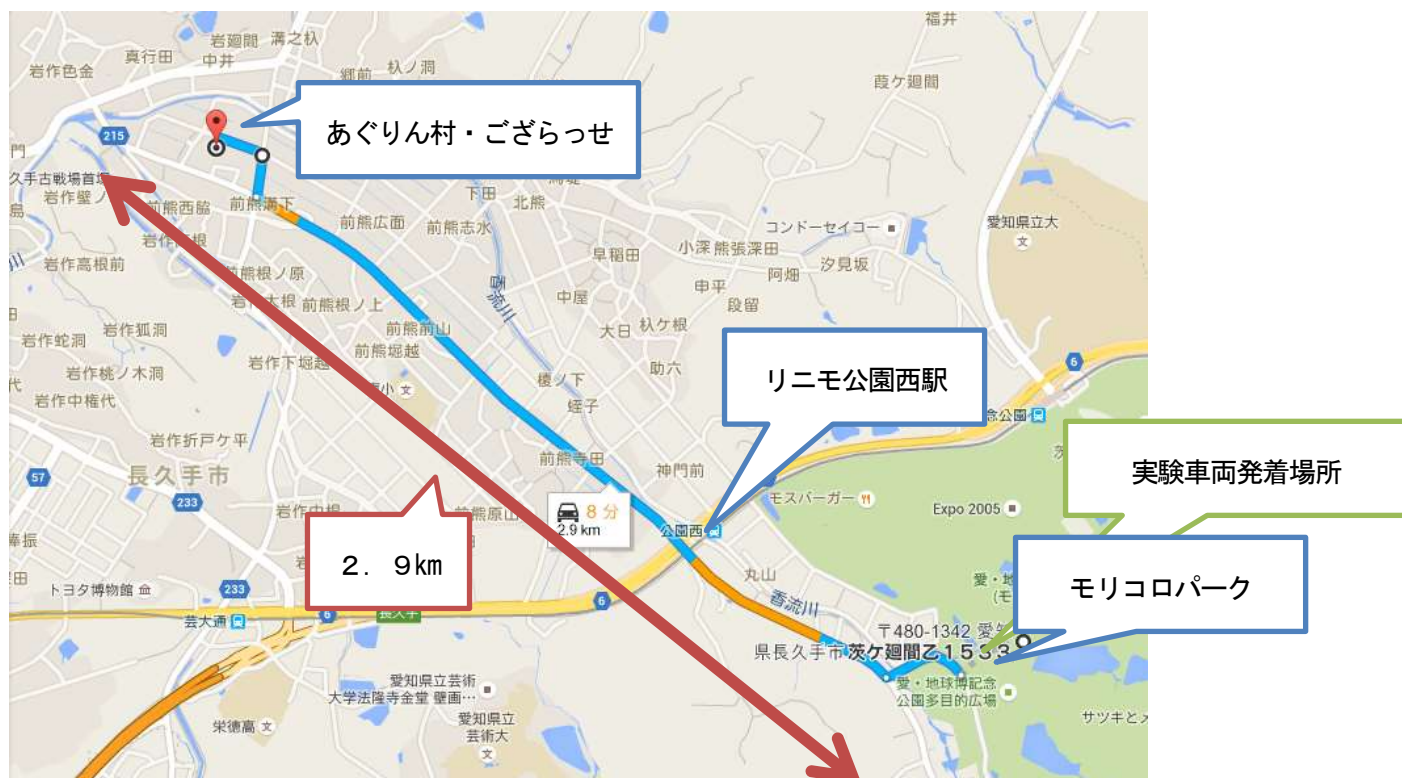 福井
岩廻間 溝之杁
真行田 中井
岩作色金
郷前 杁ノ洞
葭ケ廻間
あぐりん村・ござらっせ
215
門
久手古戦場首塚
岩作壁ノ
島
前熊西脇 前熊溝下
下田
北熊
愛知県立大
前熊広面 前熊志水
コンドーセイコー
小深 熊張深田
早稲田
汐見坂
阿畑
岩作高根前
前熊根ノ原
申平
香流川
中屋
段留
前熊根ノ上
岩作狐洞
前熊前山
大日 杁ケ根
岩作蛇洞
岩作下堀越
前熊堀越
助六
6
岩作桃ノ木洞
リニモ公園西駅
代
小
榎ノ下
岩作中権代
蛭子
念公園
岩作折戸ケ平
前熊寺田
神門前
実験車両発着場所
57
長久手市
モスバーガー
8 分
2.9 km
233
Expo 2005
岩作中根
前熊原山
公園西
２．９㎞
モリコロパーク
丸山
トヨタ博物館
233
6
6
長久手
香流川
芸大通
〒480-1342 愛知
県長久手市茨ケ廻間乙１５３３
愛知県立芸術
大学法隆寺金堂 壁画…
愛・地球博記念
公園多目的広場
愛知県立
芸術大
栄徳高
サツキとメ